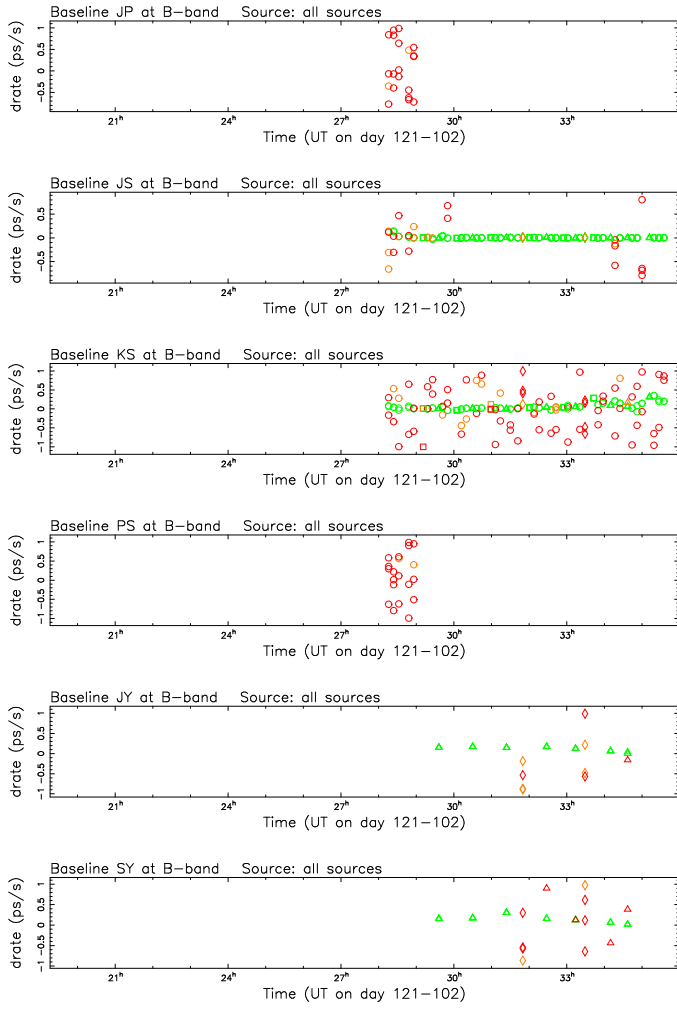 Baseline JP at B-band Source: all sources
drate (ps/s)
-0.5 0 0.5 1
21h 24h 27h 30h 33h
Time (UT on day 121-102)
Baseline JS at B-band Source: all sources
drate (ps/s)
-0.5 0 0.5
21h 24h 27h 30h 33h
Time (UT on day 121-102)
Baseline KS at B-band Source: all sources
drate (ps/s)
-1 -0.5 0 0.5 1
21h 24h 27h 30h 33h
Time (UT on day 121-102)
Baseline PS at B-band Source: all sources
drate (ps/s)
-1 -0.5 0 0.5 1
21h 24h 27h 30h 33h
Time (UT on day 121-102)
Baseline JY at B-band Source: all sources
drate (ps/s)
-1 -0.5 0 0.5 1
21h 24h 27h 30h 33h
Time (UT on day 121-102)
Baseline SY at B-band Source: all sources
drate (ps/s)
-1 -0.5 0 0.5 1
21h 24h 27h 30h 33h
Time (UT on day 121-102)